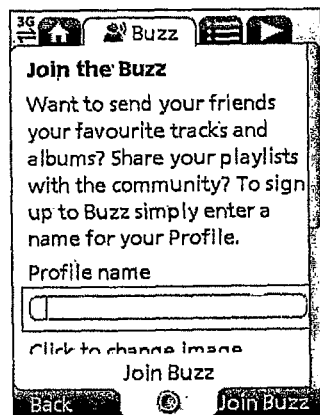 3G
Buzz
Join the Buzz
Want to send your friends
your favourite tracks and
albums? Share your playlists
with the community? To sign
up to Buzz simply enter a
name for your Profile.
Profile name
Click to change image
Join Buzz
Back
Join Buzz